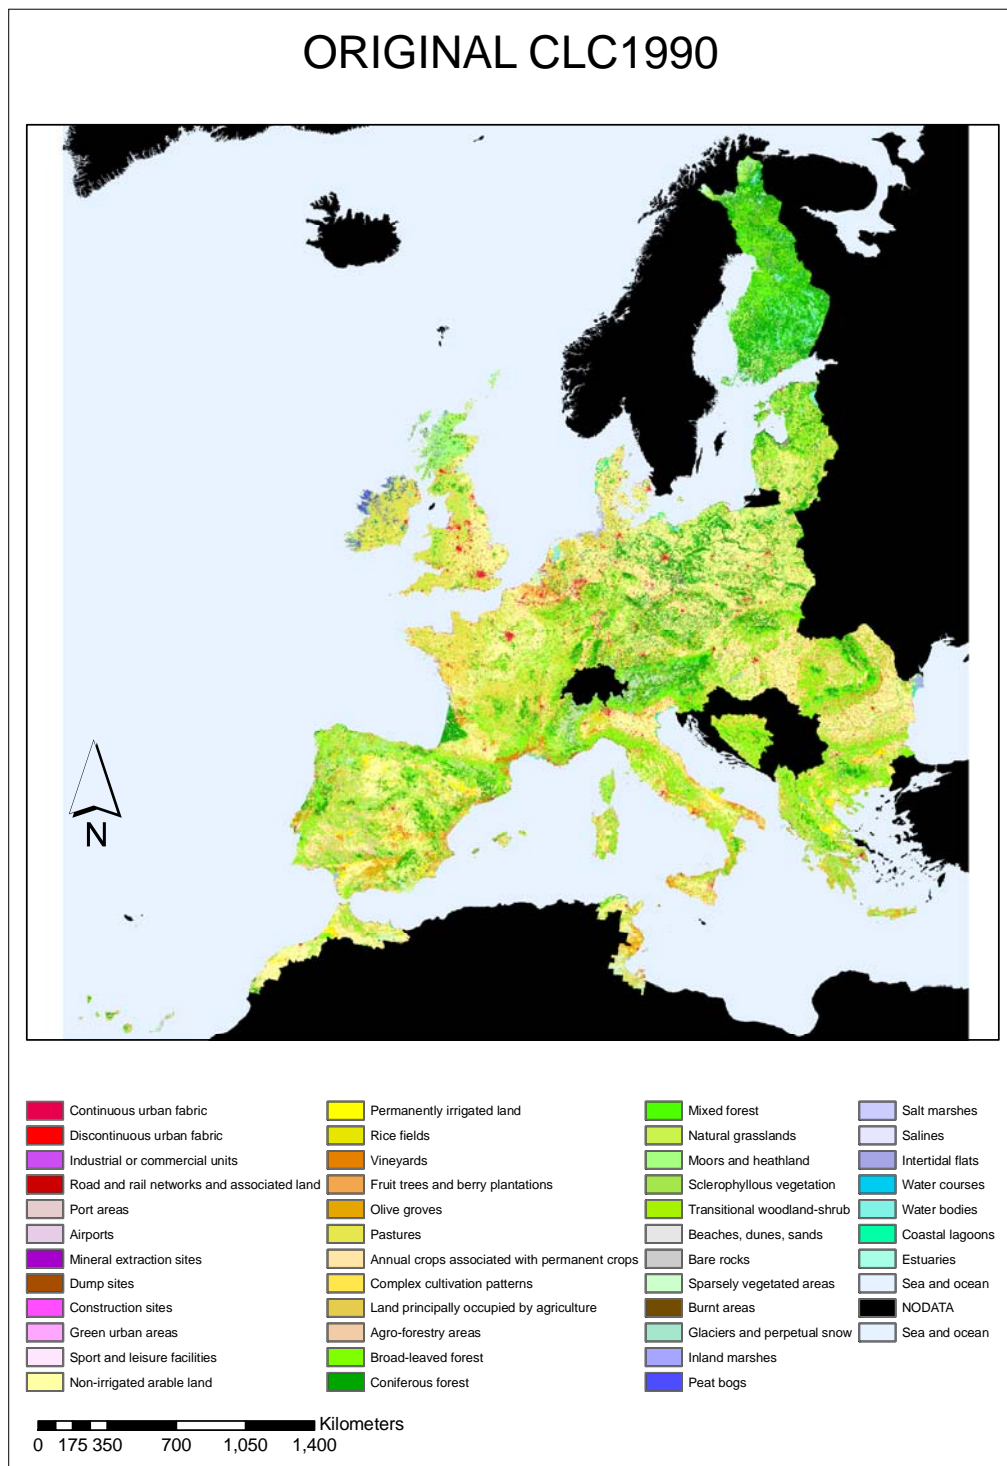 ORIGINAL CLC1990
N
Continuous urban fabric
Discontinuous urban fabric
Industrial or commercial units
Road and rail networks and associated land
Port areas
Airports
Mineral extraction sites
Dump sites
Construction sites
Green urban areas
Sport and leisure facilities
Non-irrigated arable land
Permanently irrigated land
Rice fields
Vineyards
Fruit trees and berry plantations
Olive groves
Pastures
Annual crops associated with permanent crops
Complex cultivation patterns
Land principally occupied by agriculture
Agro-forestry areas
Broad-leaved forest
Coniferous forest
Mixed forest
Natural grasslands
Moors and heathland
Sclerophyllous vegetation
Transitional woodland-shrub
Beaches, dunes, sands
Bare rocks
Sparsely vegetated areas
Burnt areas
Glaciers and perpetual snow
Inland marshes
Peat bogs
Salt marshes
Salines
Intertidal flats
Water courses
Water bodies
Coastal lagoons
Estuaries
Sea and ocean
NODATA
Sea and ocean
Kilometers
0 175 350 700 1,050 1,400